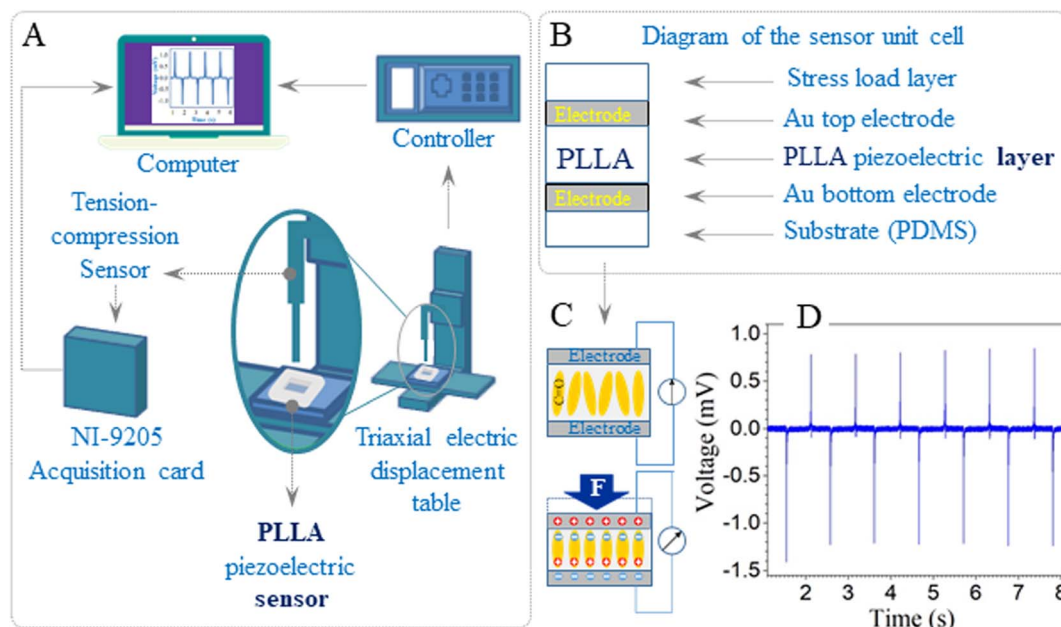 A
Computer
Controller
Tension-
compression
Sensor
NI-9205
Acquisition card
Triaxial electric
displacement
table
PLLA
piezoelectric
sensor
B
Diagram of the sensor unit cell
Electrode
PLLA
Electrode
Stress load layer
Au top electrode
PLLA piezoelectric layer
Au bottom electrode
Substrate (PDMS)
C
Electrode
C=O
Electrode
F
D
Voltage (mV)
1.0
0.5
0.0
-0.5
-1.0
-1.5
2 3 4 5 6 7 8
Time (s)